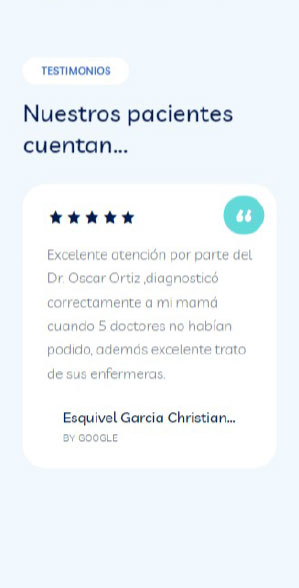 TESTIMONIOS
Nuestros pacientes
cuentan...
Excelente atención por parte del
Dr. Oscar Ortiz ,diagnosticó
correctamente a mi mamá
cuando 5 doctores no habían
podido, además excelente trato
de sus enfermeras.
Esquivel Garcia Christian...
BY GOOGLE